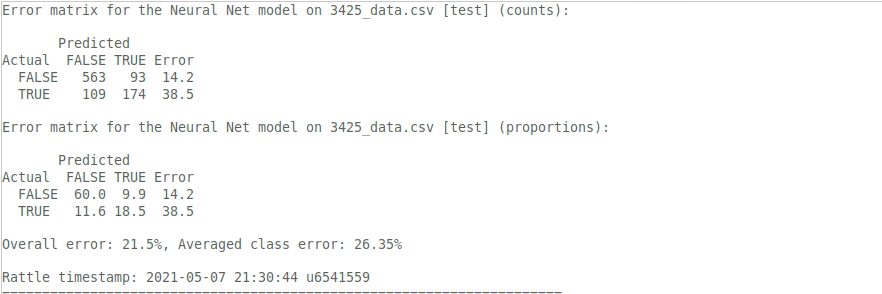 Error matrix for the Neural Net model on 3425_data.csv [test] (counts):
Predicted
Actual FALSE TRUE Error
FALSE 563 93 14.2
TRUE 109 174 38.5
Error matrix for the Neural Net model on 3425_data.csv [test] (proportions):
Predicted
Actual FALSE TRUE Error
FALSE 60.0 9.9 14.2
TRUE 11.6 18.5 38.5
Overall error: 21.5%, Averaged class error: 26.35%
Rattle timestamp: 2021-05-07 21:30:44 u6541559